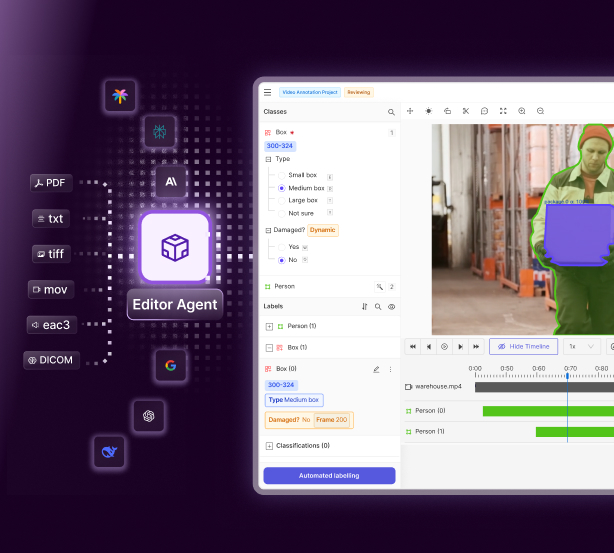 PDF
txt
tiff
mov
eac3
DICOM
A\
Editor Agent
G
Video Annotation Project
Reviewing
Classes
Box
1
300-324
Type
Small box
Medium box
Large box
Not sure
Damaged? Dynamic
Yes
No
Person
2
Labels
Person (1)
Box (1)
Box (0)
300-324
Type Medium box
Damaged? No Frame 200
Classifications (0)
Automated labelling
Hide Timeline
1x
0:00 0:50 0:60 0:70 0:80
warehouse.mp4
Person (0)
Person (1)